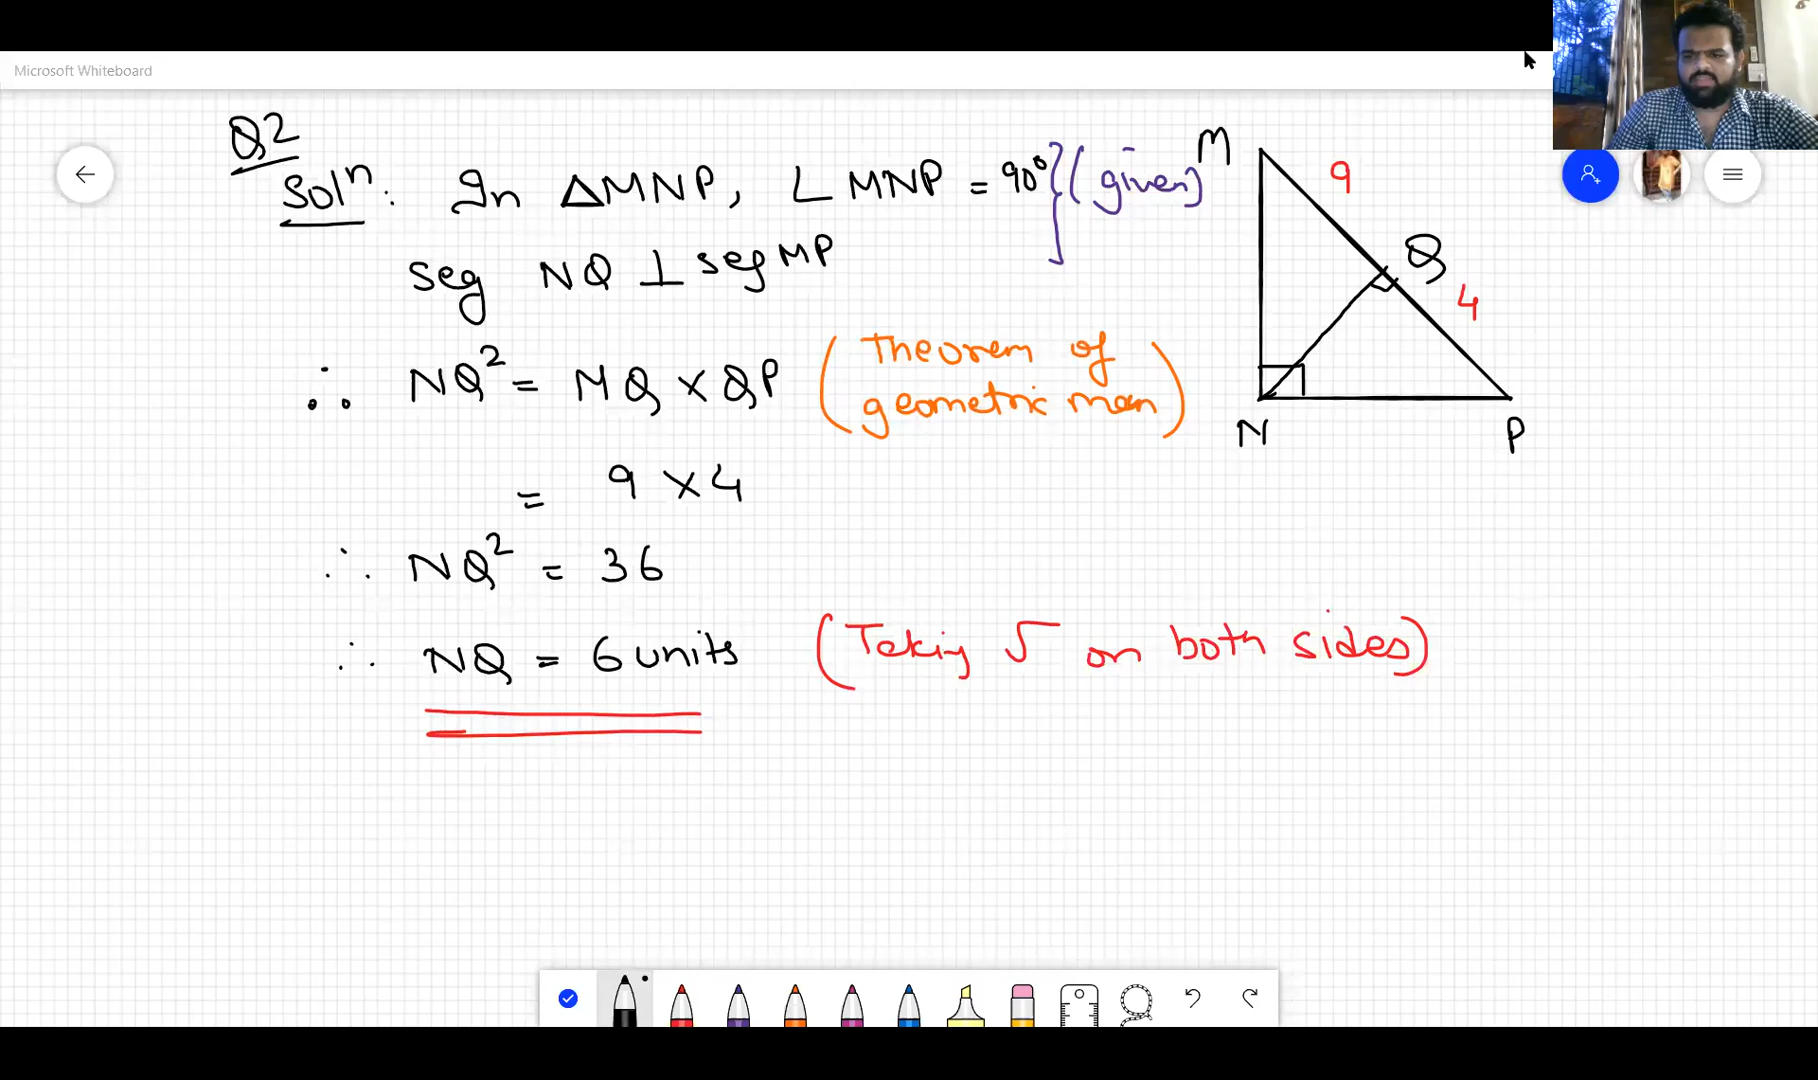 Microsoft Whiteboard
Q2
Solⁿ : In △MNP, ∠MNP = 90° } (given)
seg NQ ⊥ seg MP
∴ NQ² = MQ × QP (Theorem of geometric mean)
= 9 × 4
∴ NQ² = 36
∴ NQ = 6 units (Taking √ on both sides)
M
9
Q
4
N
P